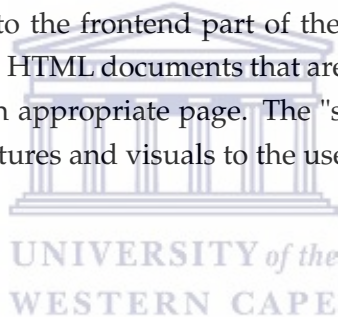 to the frontend part of the
HTML documents that are
n appropriate page. The "s
tures and visuals to the use
UNIVERSITY of the
WESTERN CAPE